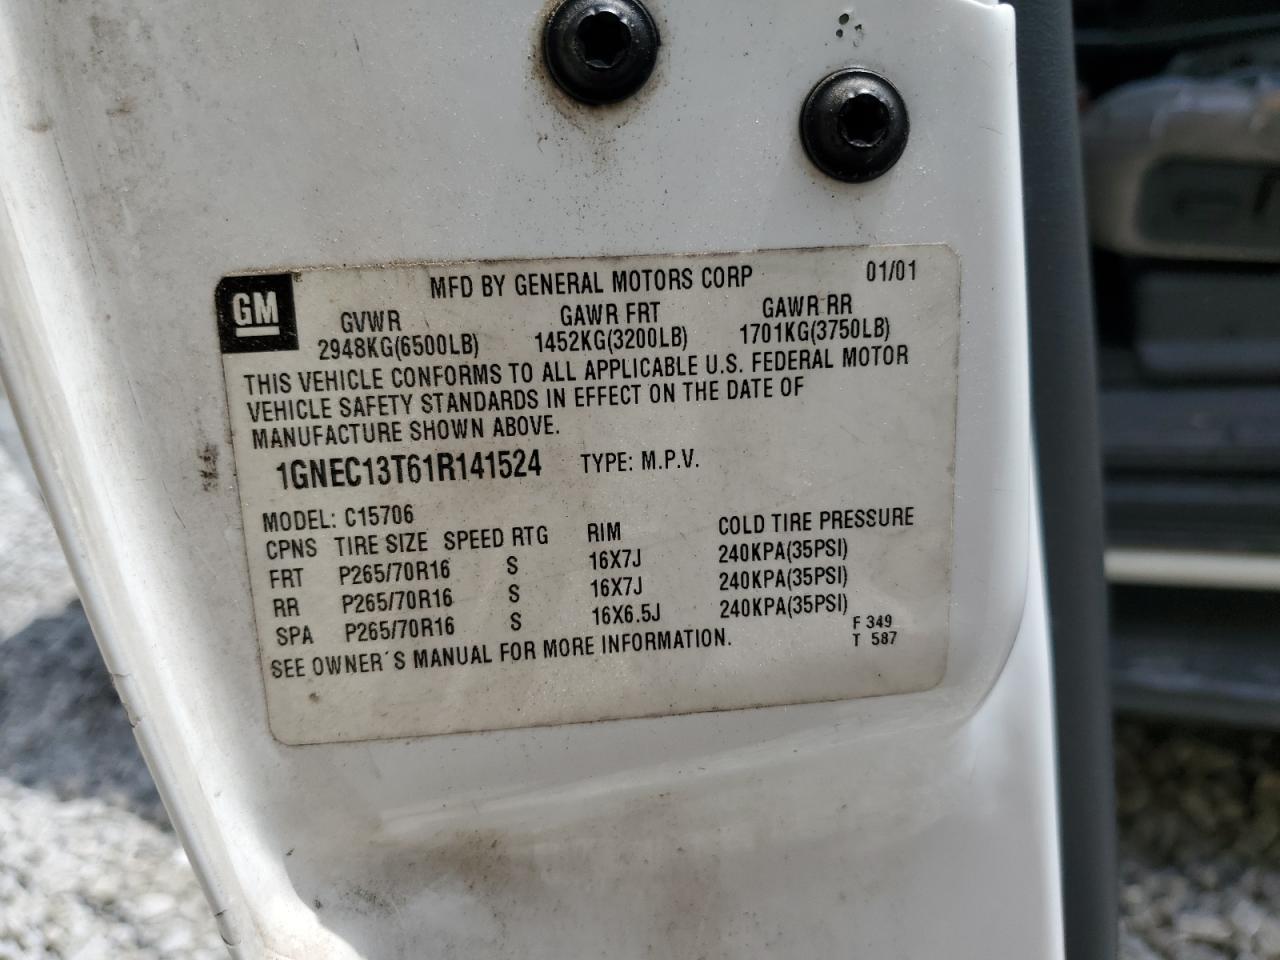 GM
MFD BY GENERAL MOTORS CORP 01/01
GVWR GAWR FRT GAWR RR
2948KG(6500LB) 1452KG(3200LB) 1701KG(3750LB)
THIS VEHICLE CONFORMS TO ALL APPLICABLE U.S. FEDERAL MOTOR
VEHICLE SAFETY STANDARDS IN EFFECT ON THE DATE OF
MANUFACTURE SHOWN ABOVE.
1GNEC13T61R141524 TYPE: M.P.V.
MODEL: C15706
CPNS TIRE SIZE SPEED RTG RIM COLD TIRE PRESSURE
FRT P265/70R16 S 16X7J 240KPA(35PSI)
RR P265/70R16 S 16X7J 240KPA(35PSI)
SPA P265/70R16 S 16X6.5J 240KPA(35PSI)
SEE OWNER'S MANUAL FOR MORE INFORMATION.
F 349
T 587